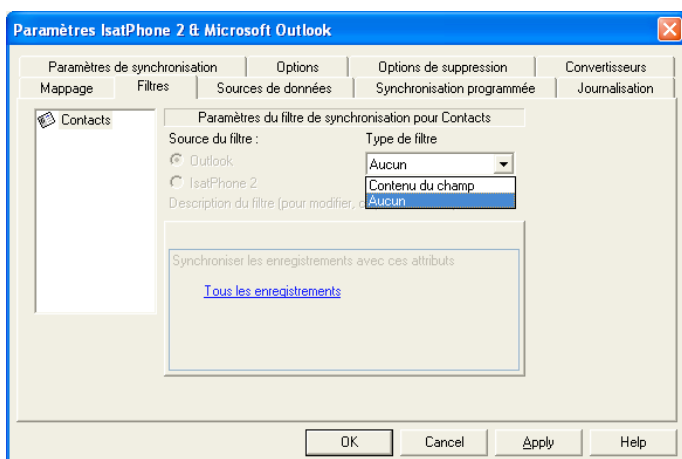 Paramètres IsatPhone 2 & Microsoft Outlook
Paramètres de synchronisation
Options
Options de suppression
Convertisseurs
Mappage
Filtres
Sources de données
Synchronisation programmée
Journalisation
Contacts
Paramètres du filtre de synchronisation pour Contacts
Source du filtre :
Type de filtre
Outlook
Aucun
IsatPhone 2
Contenu du champ
Description du filtre (pour modifier,
Aucun
Synchroniser les enregistrements avec ces attributs
Tous les enregistrements
OK
Cancel
Apply
Help